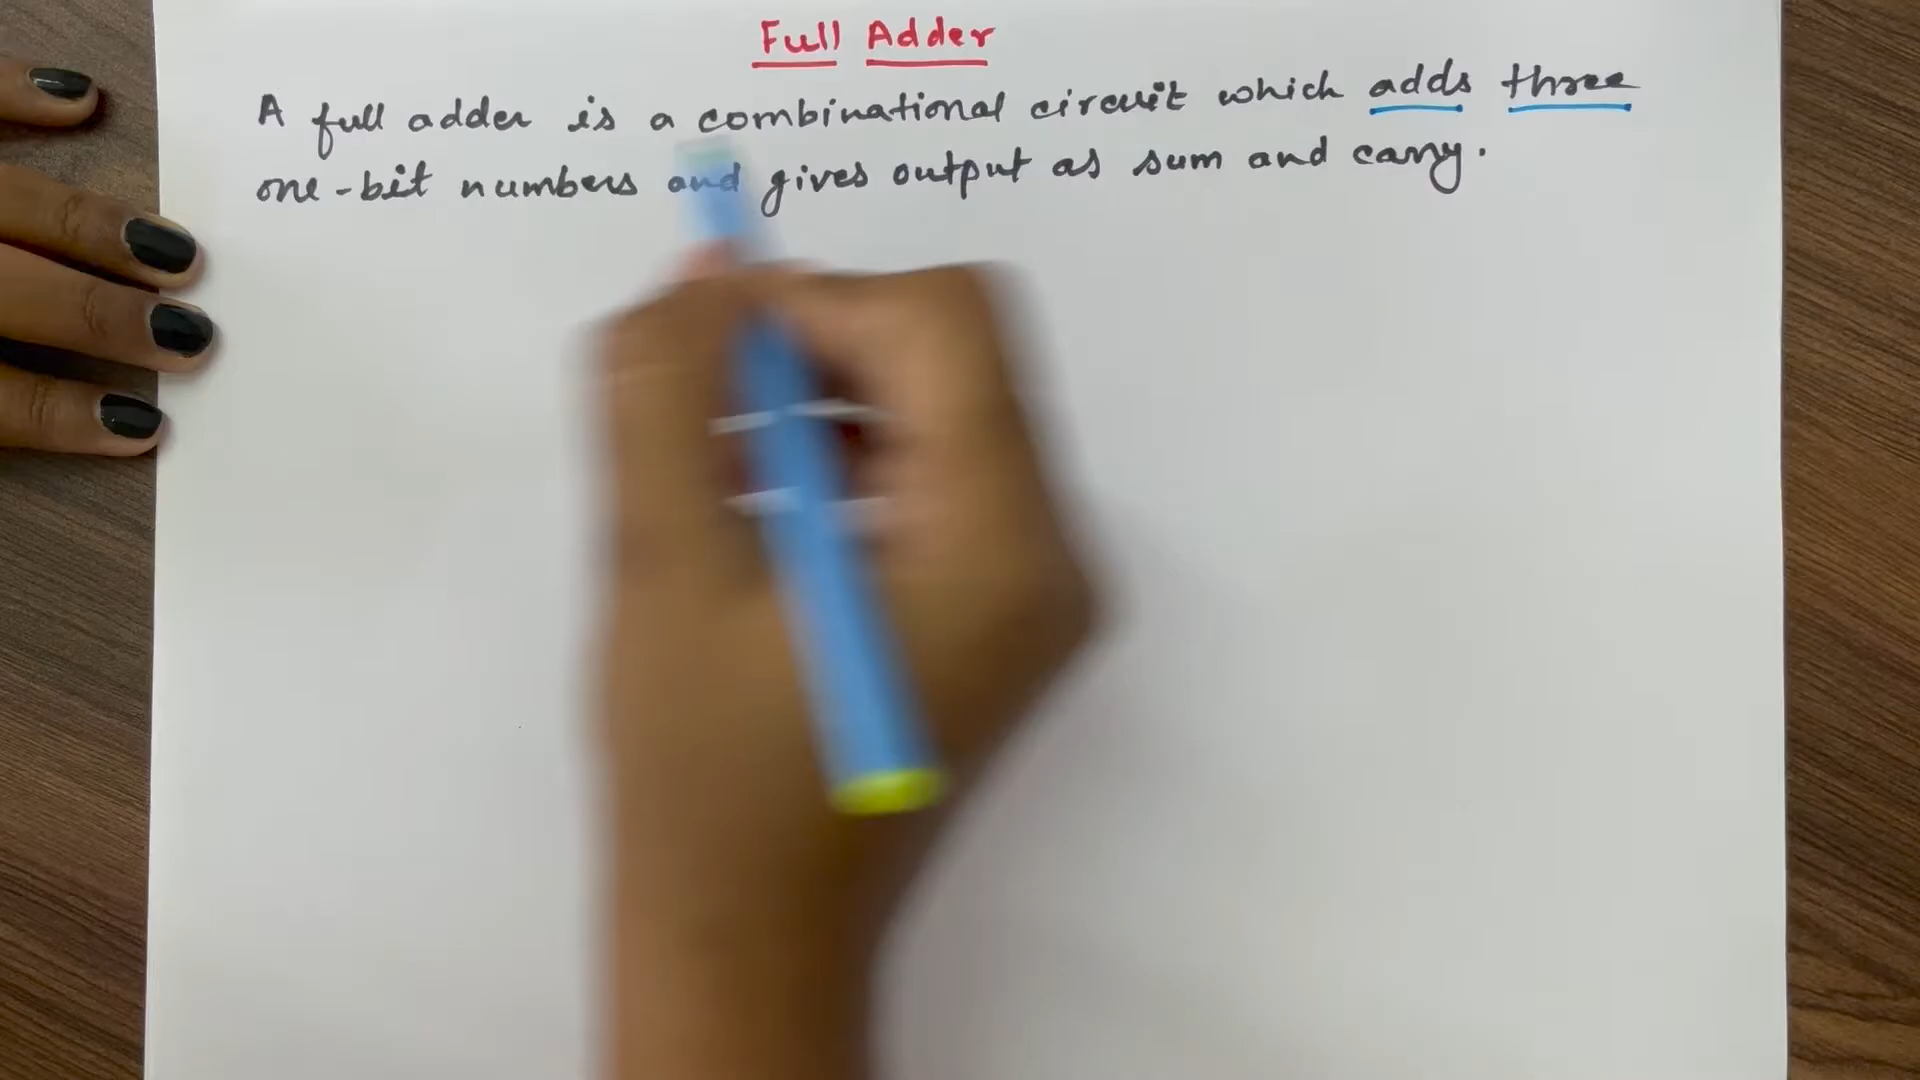 Full Adder
A full adder is a combinational circuit which adds three
one-bit numbers and gives output as sum and carry.